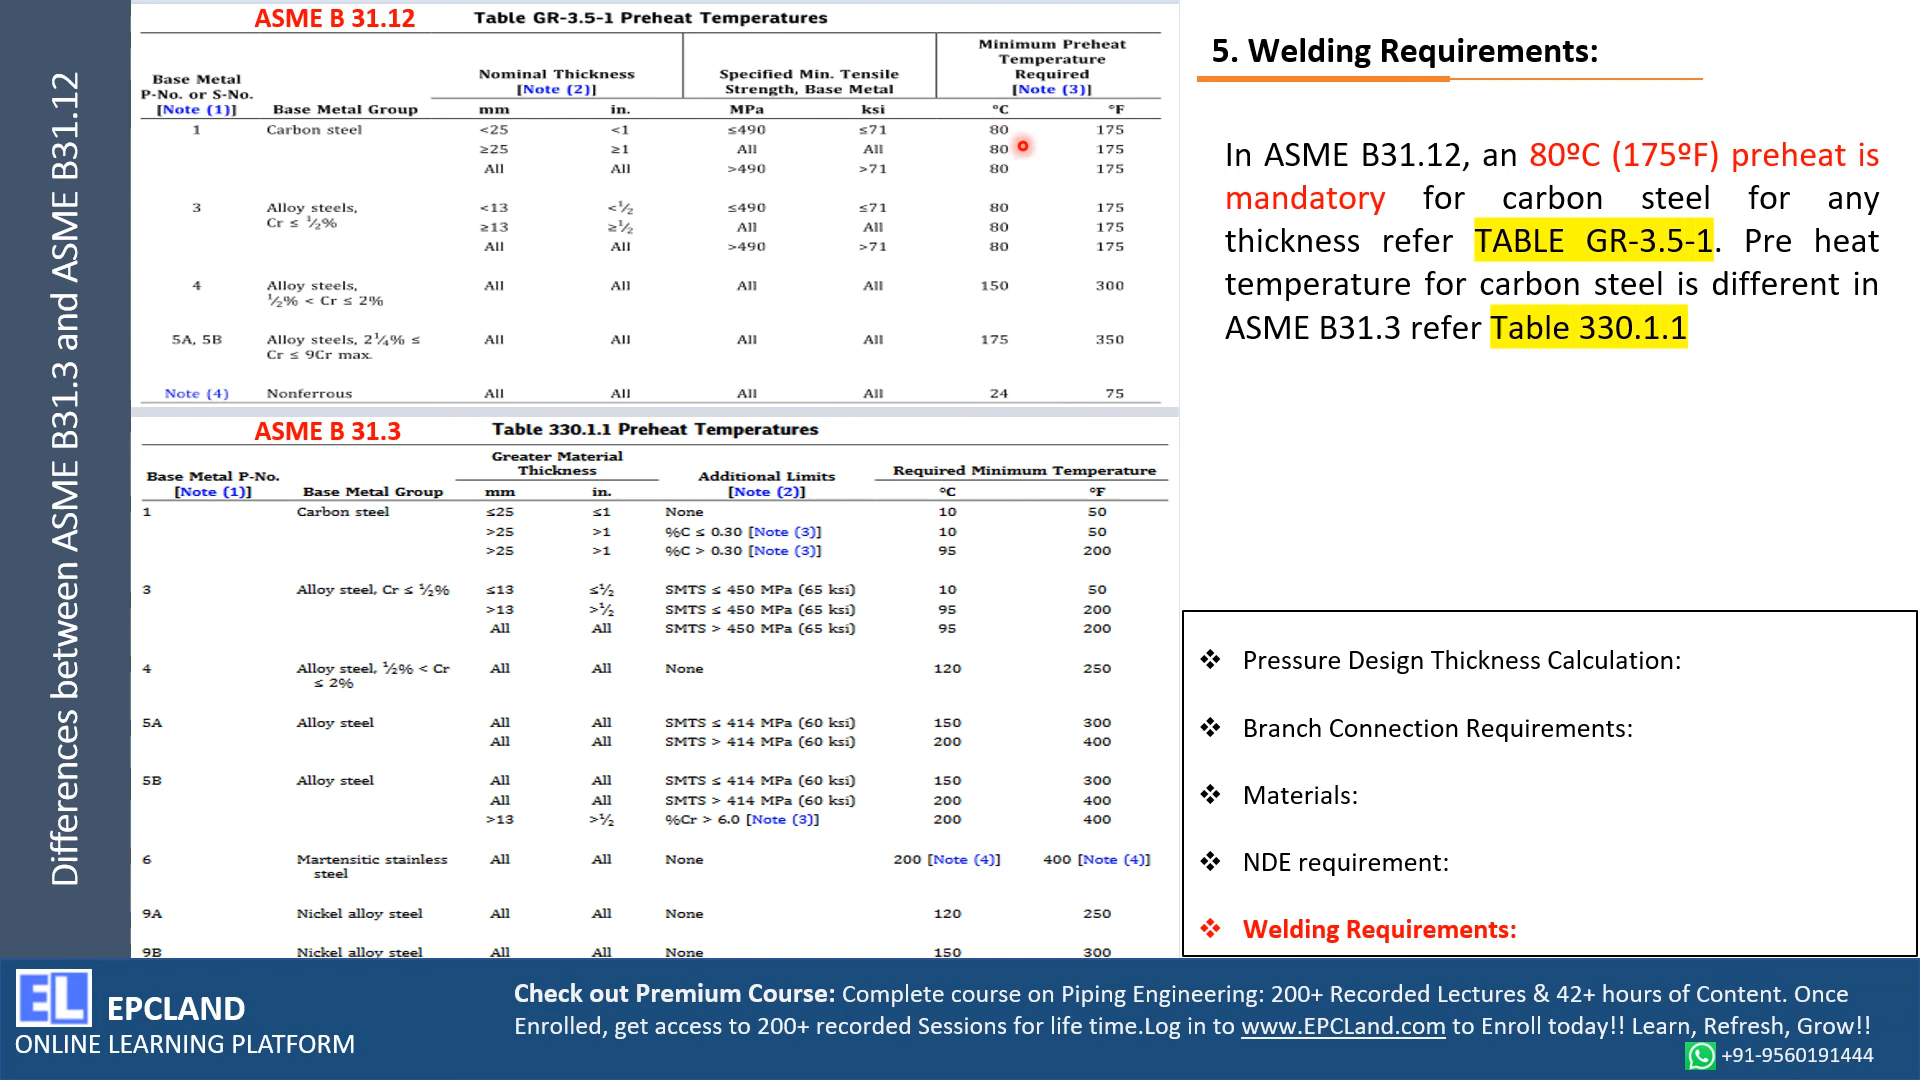 Differences between ASME B31.3 and ASME B31.12
ASME B 31.12
Table GR-3.5-1 Preheat Temperatures
Base Metal P-No. or S-No. [Note (1)] Base Metal Group Nominal Thickness [Note (2)] Specified Min. Tensile Strength, Base Metal Minimum Preheat Temperature Required [Note (3)]
mm in. MPa ksi °C °F
1 Carbon steel <25 <1 ≤490 ≤71 80 175
≥25 ≥1 All All 80 175
All All >490 >71 80 175
3 Alloy steels, <13 <½ ≤490 ≤71 80 175
Cr ≤ ½% ≥13 ≥½ All All 80 175
All All >490 >71 80 175
4 Alloy steels, All All All All 150 300
½% < Cr ≤ 2%
5A, 5B Alloy steels, 2¼% ≤ All All All All 175 350
Cr ≤ 9Cr max.
Note (4) Nonferrous All All All All 24 75
ASME B 31.3
Table 330.1.1 Preheat Temperatures
Base Metal P-No. [Note (1)] Base Metal Group Greater Material Thickness Additional Limits [Note (2)] Required Minimum Temperature
mm in. °C °F
1 Carbon steel ≤25 ≤1 None 10 50
>25 >1 %C ≤ 0.30 [Note (3)] 10 50
>25 >1 %C > 0.30 [Note (3)] 95 200
3 Alloy steel, Cr ≤ ½% ≤13 ≤½ SMTS ≤ 450 MPa (65 ksi) 10 50
>13 >½ SMTS ≤ 450 MPa (65 ksi) 95 200
All All SMTS > 450 MPa (65 ksi) 95 200
4 Alloy steel, ½% < Cr All All None 120 250
≤ 2%
5A Alloy steel All All SMTS ≤ 414 MPa (60 ksi) 150 300
All All SMTS > 414 MPa (60 ksi) 200 400
5B Alloy steel All All SMTS ≤ 414 MPa (60 ksi) 150 300
All All SMTS > 414 MPa (60 ksi) 200 400
>13 >½ %Cr > 6.0 [Note (3)] 200 400
6 Martensitic stainless All All None 200 [Note (4)] 400 [Note (4)]
steel
9A Nickel alloy steel All All None 120 250
9B Nickel alloy steel All All None 150 300
5. Welding Requirements:
In ASME B31.12, an 80ºC (175ºF) preheat is
mandatory for carbon steel for any
thickness refer TABLE GR-3.5-1. Pre heat
temperature for carbon steel is different in
ASME B31.3 refer Table 330.1.1
❖ Pressure Design Thickness Calculation:
❖ Branch Connection Requirements:
❖ Materials:
❖ NDE requirement:
❖ Welding Requirements:
EL EPCLAND
ONLINE LEARNING PLATFORM
Check out Premium Course: Complete course on Piping Engineering: 200+ Recorded Lectures & 42+ hours of Content. Once
Enrolled, get access to 200+ recorded Sessions for life time.Log in to www.EPCLand.com to Enroll today!! Learn, Refresh, Grow!!
+91-9560191444